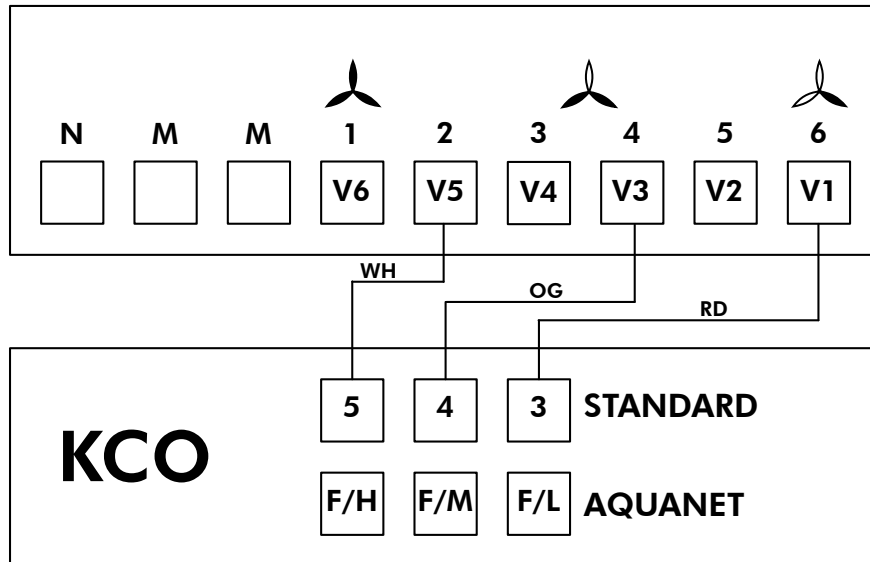 N M M 1 2 3 4 5 6
V6 V5 V4 V3 V2 V1
WH
OG
RD
5 4 3 STANDARD
KCO
F/H F/M F/L AQUANET